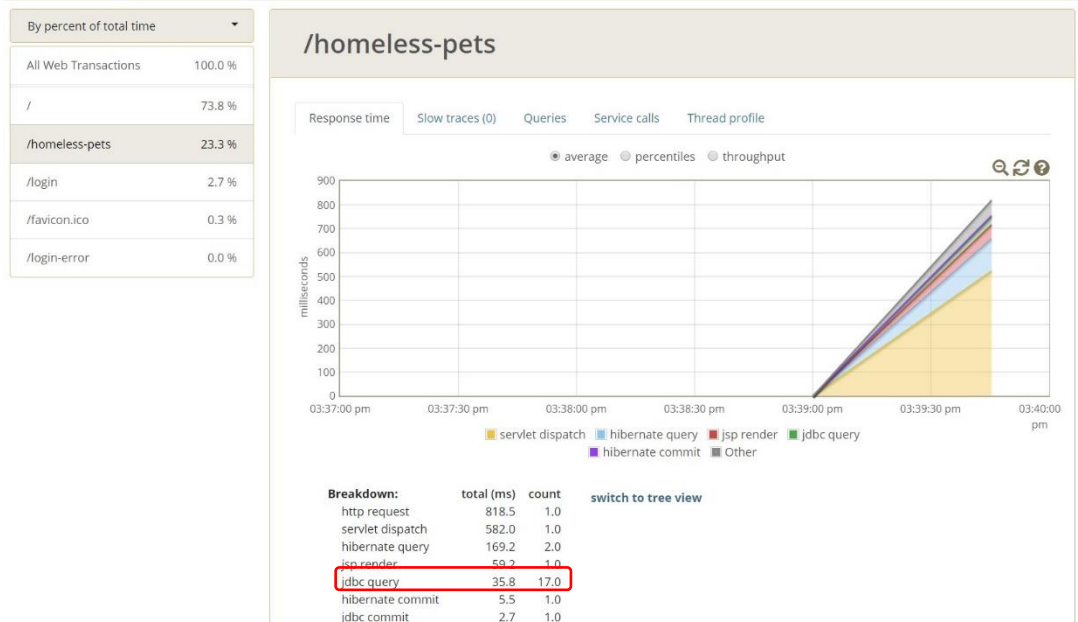 By percent of total time
All Web Transactions 100.0 %
/ 73.8 %
/homeless-pets 23.3 %
/login 2.7 %
/favicon.ico 0.3 %
/login-error 0.0 %
/homeless-pets
Response time Slow traces (0) Queries Service calls Thread profile
average percentiles throughput
900
800
700
600
500
400
300
200
100
0
milliseconds
03:37:00 pm 03:37:30 pm 03:38:00 pm 03:38:30 pm 03:39:00 pm 03:39:30 pm 03:40:00 pm
servlet dispatch hibernate query jsp render jdbc query
hibernate commit Other
Breakdown: total (ms) count switch to tree view
http request 818.5 1.0
servlet dispatch 582.0 1.0
hibernate query 169.2 2.0
jsp render 59.2 1.0
jdbc query 35.8 17.0
hibernate commit 5.5 1.0
jdbc commit 2.7 1.0